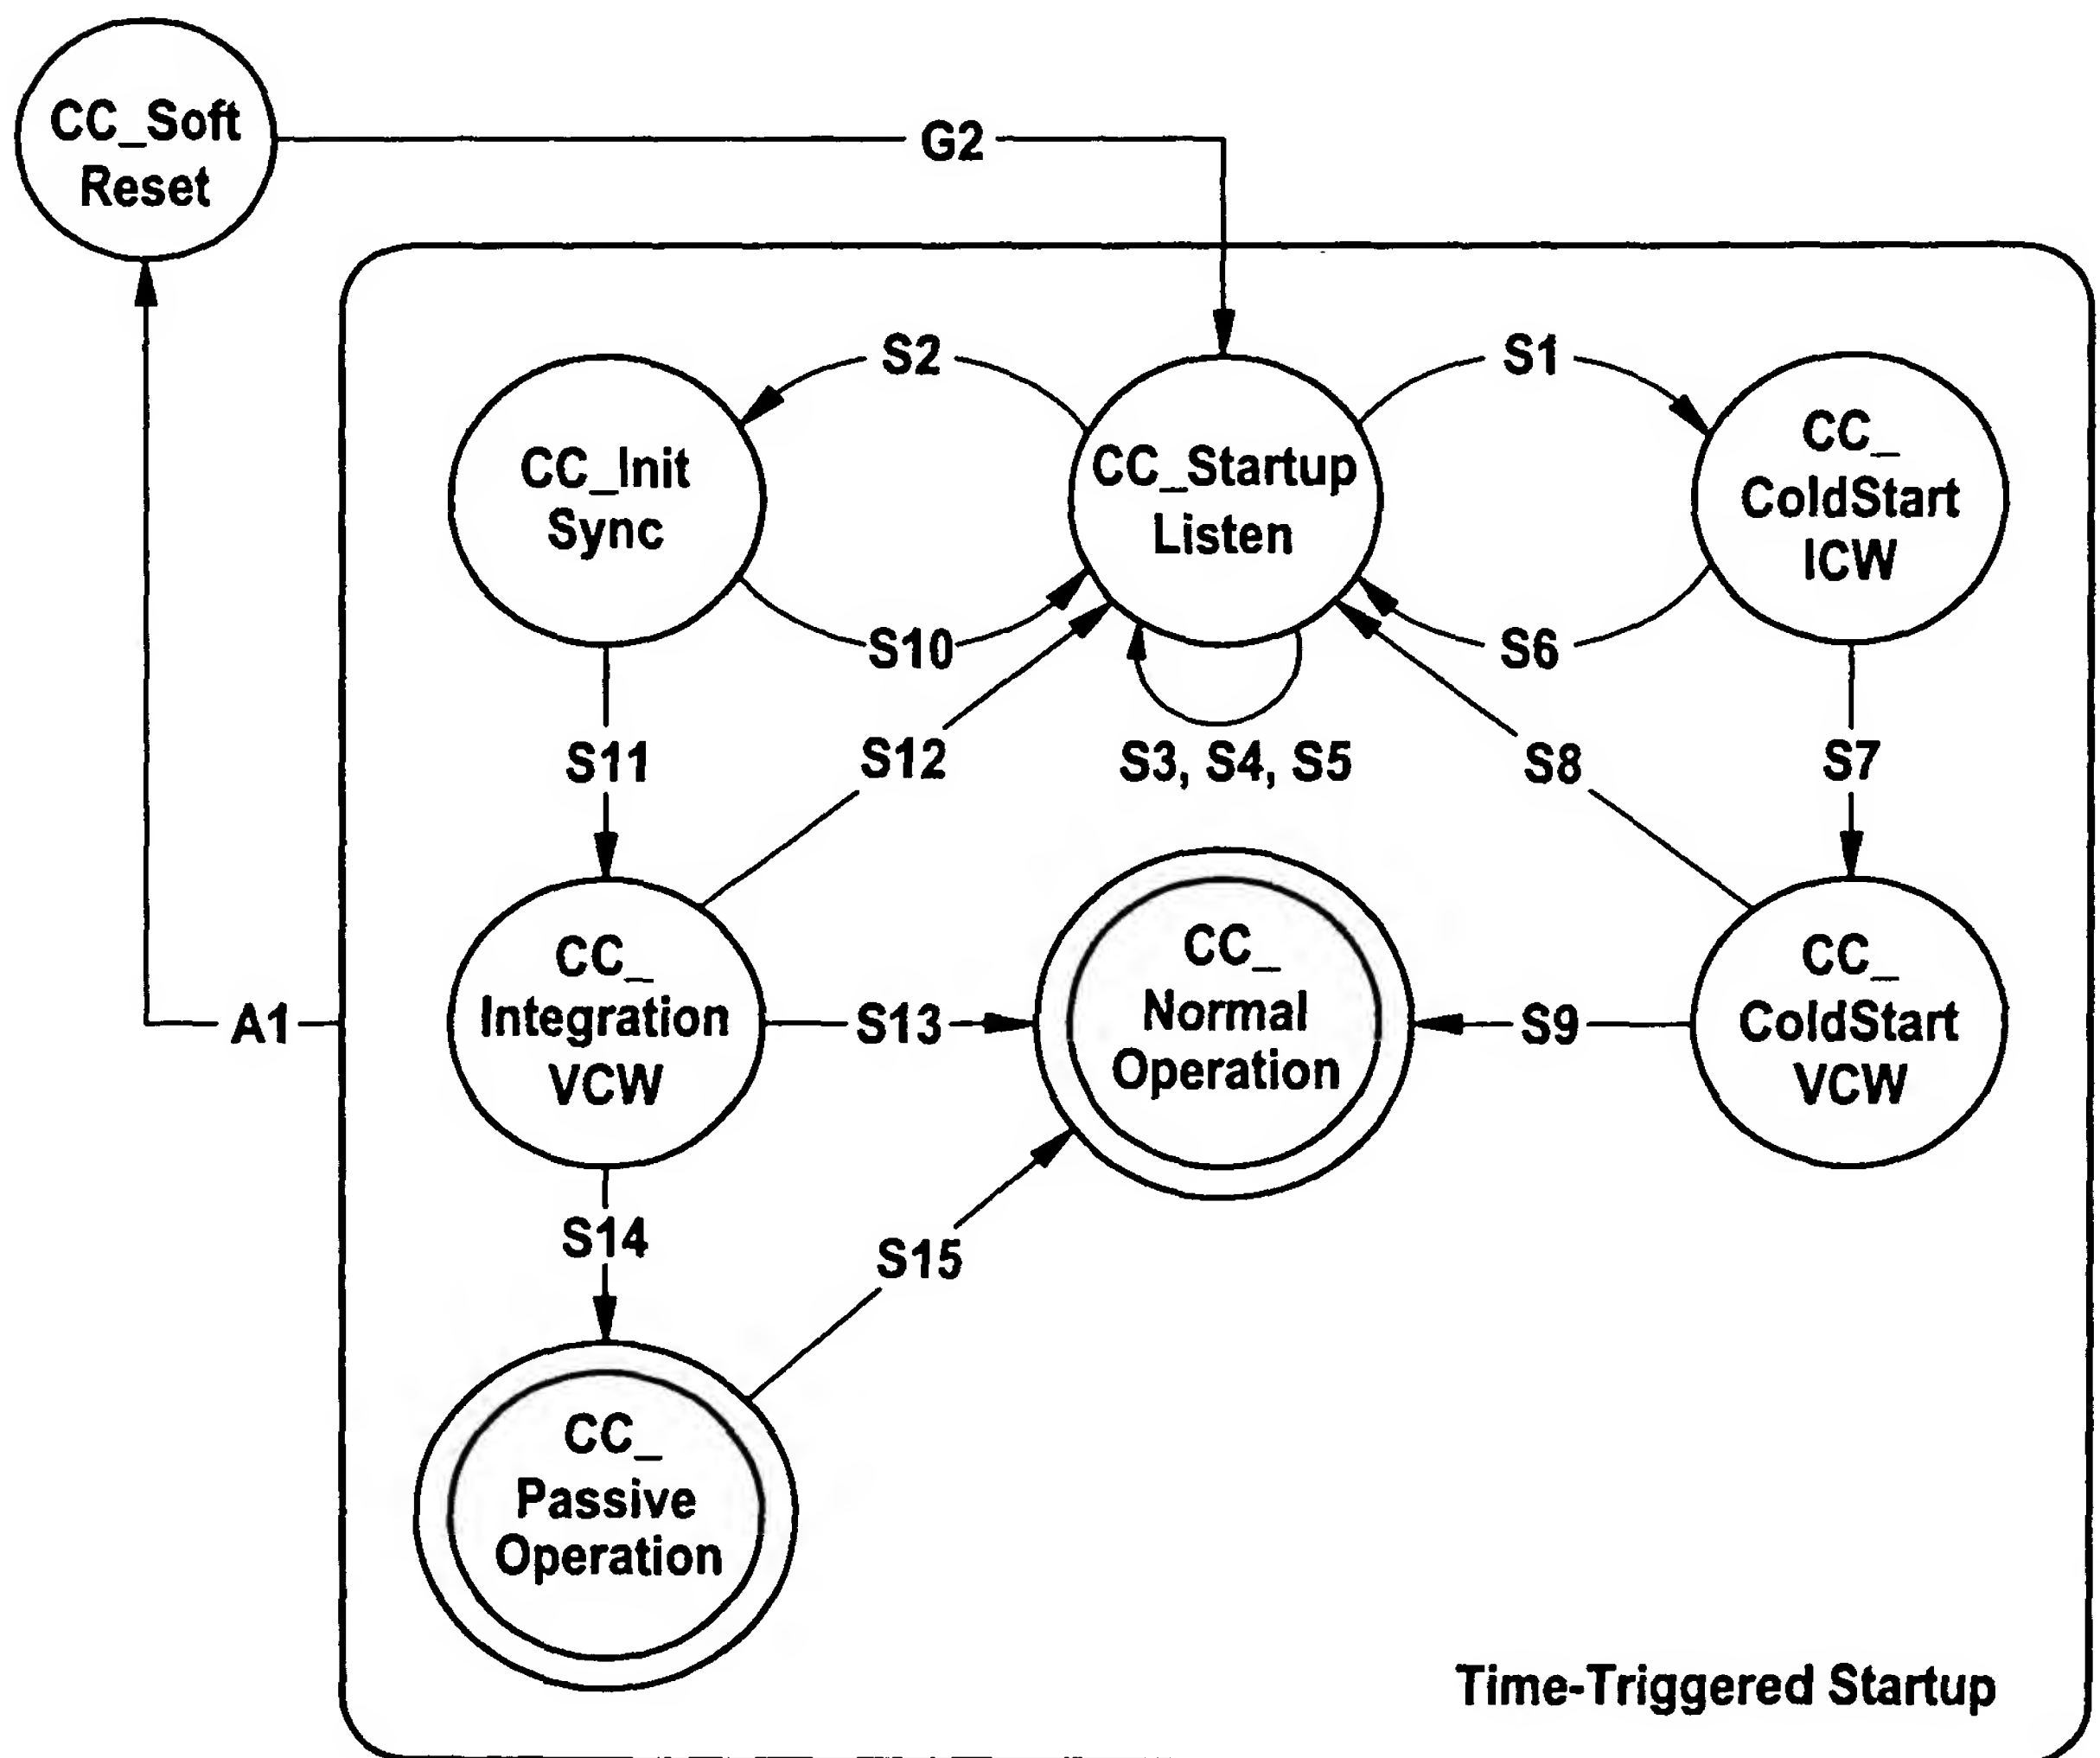 CC_Soft
Reset
G2
S2
S1
CC_Init
Sync
CC_Startup
Listen
CC_
ColdStart
ICW
S10
S6
S11
S12
S3, S4, S5
S8
S7
CC_
Integration
VCW
CC_
Normal
Operation
CC_
ColdStart
VCW
A1
S13
S9
S14
S15
CC_
Passive
Operation
Time-Triggered Startup